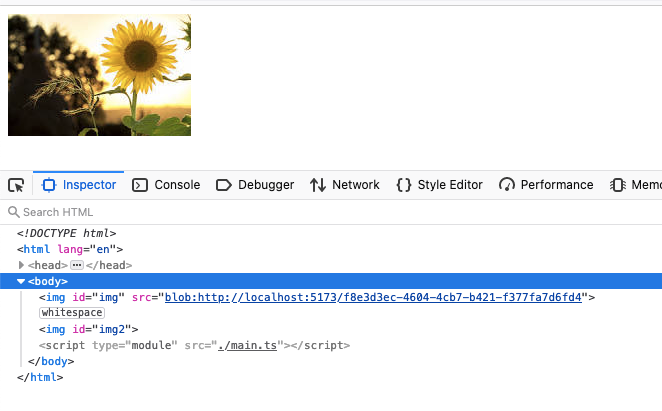 Inspector Console Debugger Network Style Editor Performance Memo
Search HTML
<!DOCTYPE html>
<html lang="en">
<head> ••• </head>
<body>
<img id="img" src="blob:http://localhost:5173/f8e3d3ec-4604-4cb7-b421-f377fa7d6fd4">
whitespace
<img id="img2">
<script type="module" src="./main.ts"></script>
</body>
</html>